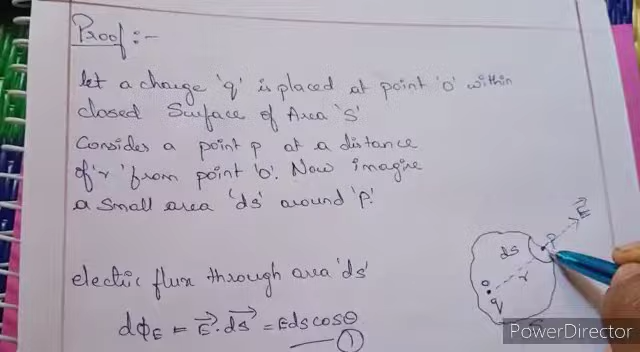 Proof:-
let a charge 'q' is placed at point 'O' within
closed Surface of Area 'S'
Consider a point p at a distance
of 'r' from point 'O'. Now imagine
a small area 'ds' around 'P'.
electric flux through area 'ds'
dϕE = E⃗ . ds⃗ = E ds cosθ
①
E⃗
P
ds
r
O
q
PowerDirector